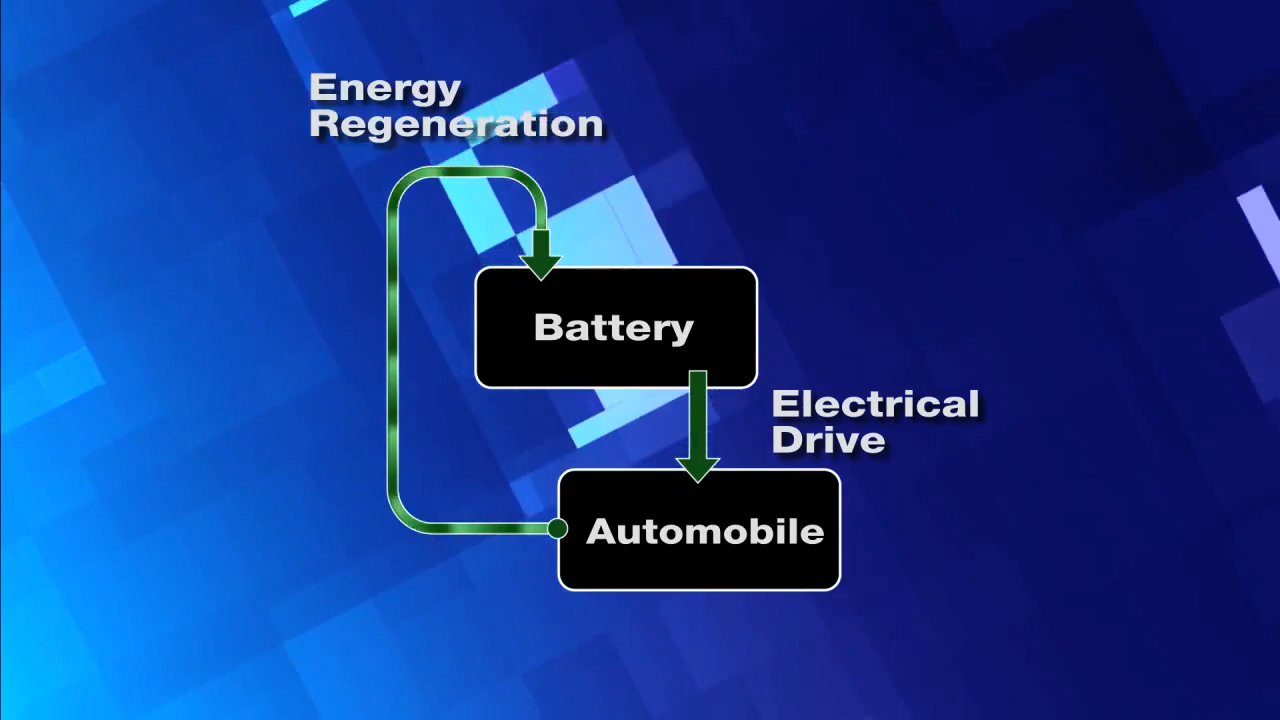 Energy
Regeneration
Battery
Electrical
Drive
Automobile